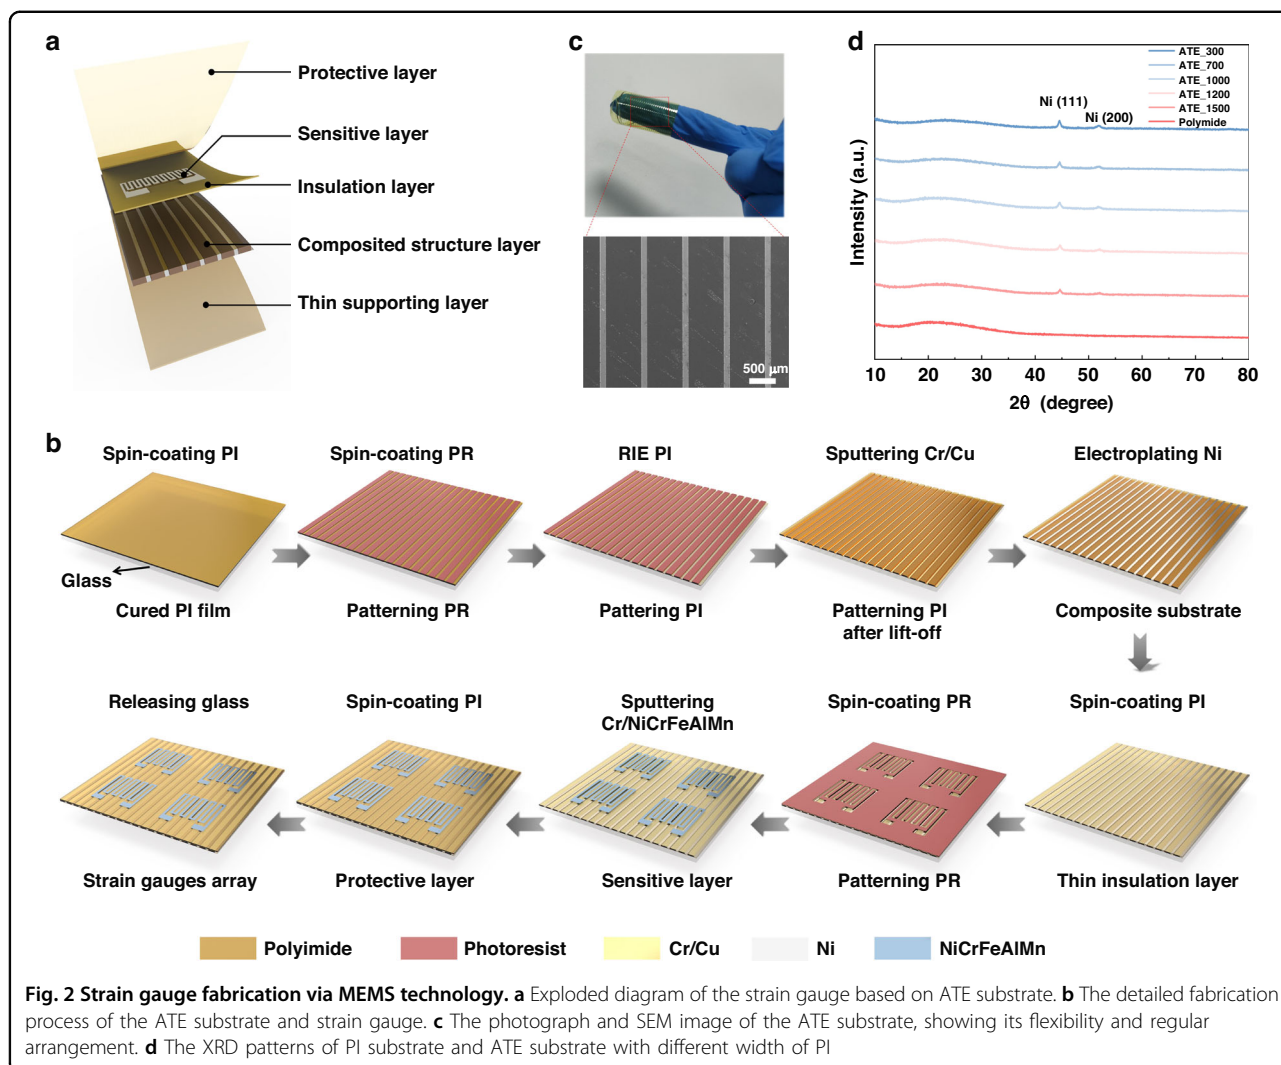 a
Protective layer
Sensitive layer
Insulation layer
Composited structure layer
Thin supporting layer
c
500 μm
d
ATE_300
ATE_700
ATE_1000
ATE_1200
ATE_1500
Polymide
Ni (111)
Ni (200)
Intensity (a.u.)
10 20 30 40 50 60 70 80
2θ (degree)
b
Spin-coating PI
Spin-coating PR
RIE PI
Sputtering Cr/Cu
Electroplating Ni
Glass
Cured PI film
Patterning PR
Pattering PI
Patterning PI
after lift-off
Composite substrate
Releasing glass
Spin-coating PI
Sputtering
Cr/NiCrFeAlMn
Spin-coating PR
Spin-coating PI
Strain gauges array
Protective layer
Sensitive layer
Patterning PR
Thin insulation layer
Polyimide
Photoresist
Cr/Cu
Ni
NiCrFeAlMn
Fig. 2 Strain gauge fabrication via MEMS technology. a Exploded diagram of the strain gauge based on ATE substrate. b The detailed fabrication
process of the ATE substrate and strain gauge. c The photograph and SEM image of the ATE substrate, showing its flexibility and regular
arrangement. d The XRD patterns of PI substrate and ATE substrate with different width of PI